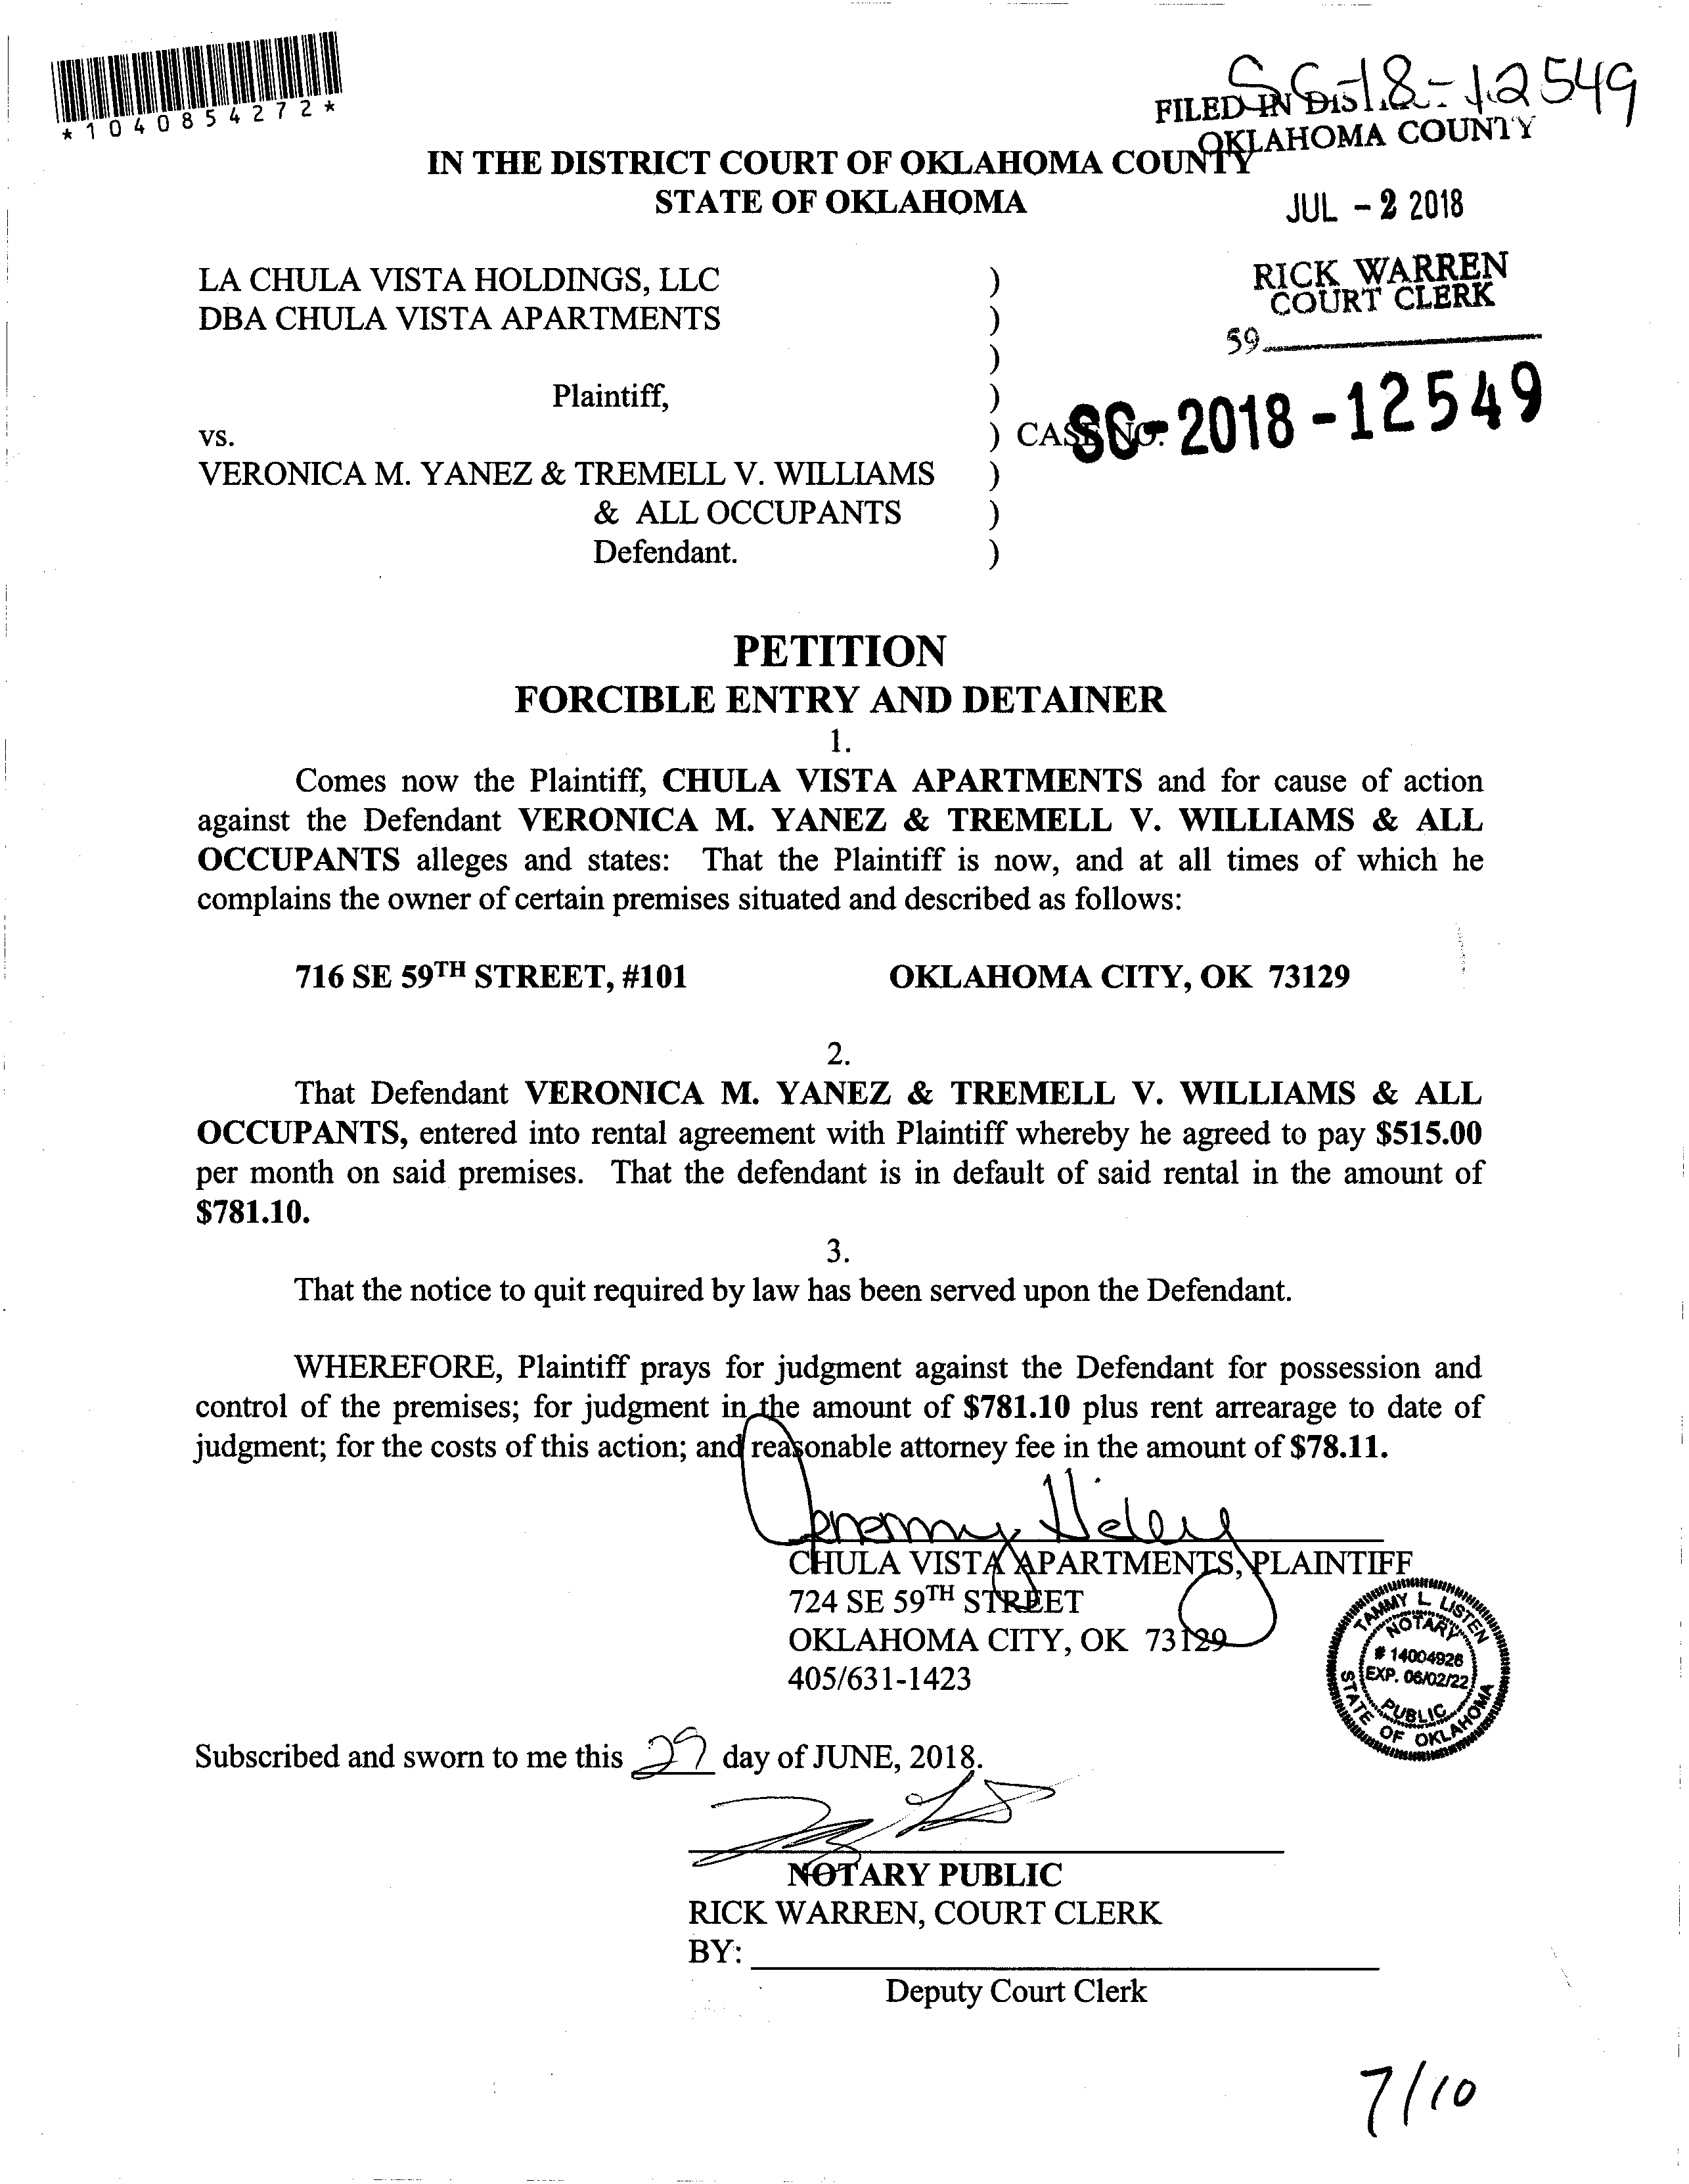 *1040854272*
SC-18-12549
FILED IN DIST.
OKLAHOMA COUNTY
IN THE DISTRICT COURT OF OKLAHOMA COUNTY
STATE OF OKLAHOMA
JUL - 2 2018
LA CHULA VISTA HOLDINGS, LLC )
DBA CHULA VISTA APARTMENTS )
)
RICK WARREN
COURT CLERK
59
Plaintiff, )
vs. ) CASE NO. SC-2018-12549
VERONICA M. YANEZ & TREMELL V. WILLIAMS )
& ALL OCCUPANTS )
Defendant. )
PETITION
FORCIBLE ENTRY AND DETAINER
1.
Comes now the Plaintiff, CHULA VISTA APARTMENTS and for cause of action
against the Defendant VERONICA M. YANEZ & TREMELL V. WILLIAMS & ALL
OCCUPANTS alleges and states: That the Plaintiff is now, and at all times of which he
complains the owner of certain premises situated and described as follows:
716 SE 59TH STREET, #101 OKLAHOMA CITY, OK 73129
2.
That Defendant VERONICA M. YANEZ & TREMELL V. WILLIAMS & ALL
OCCUPANTS, entered into rental agreement with Plaintiff whereby he agreed to pay $515.00
per month on said premises. That the defendant is in default of said rental in the amount of
$781.10.
3.
That the notice to quit required by law has been served upon the Defendant.
WHEREFORE, Plaintiff prays for judgment against the Defendant for possession and
control of the premises; for judgment in the amount of $781.10 plus rent arrearage to date of
judgment; for the costs of this action; and reasonable attorney fee in the amount of $78.11.
CHULA VISTA APARTMENTS, PLAINTIFF
724 SE 59TH STREET
OKLAHOMA CITY, OK 73129
405/631-1423
TAMMY L. LISTEN
NOTARY
# 14004926
EXP. 06/02/22
PUBLIC
STATE OF OKLAHOMA
Subscribed and sworn to me this 29 day of JUNE, 2018.
NOTARY PUBLIC
RICK WARREN, COURT CLERK
BY:
Deputy Court Clerk
7/10